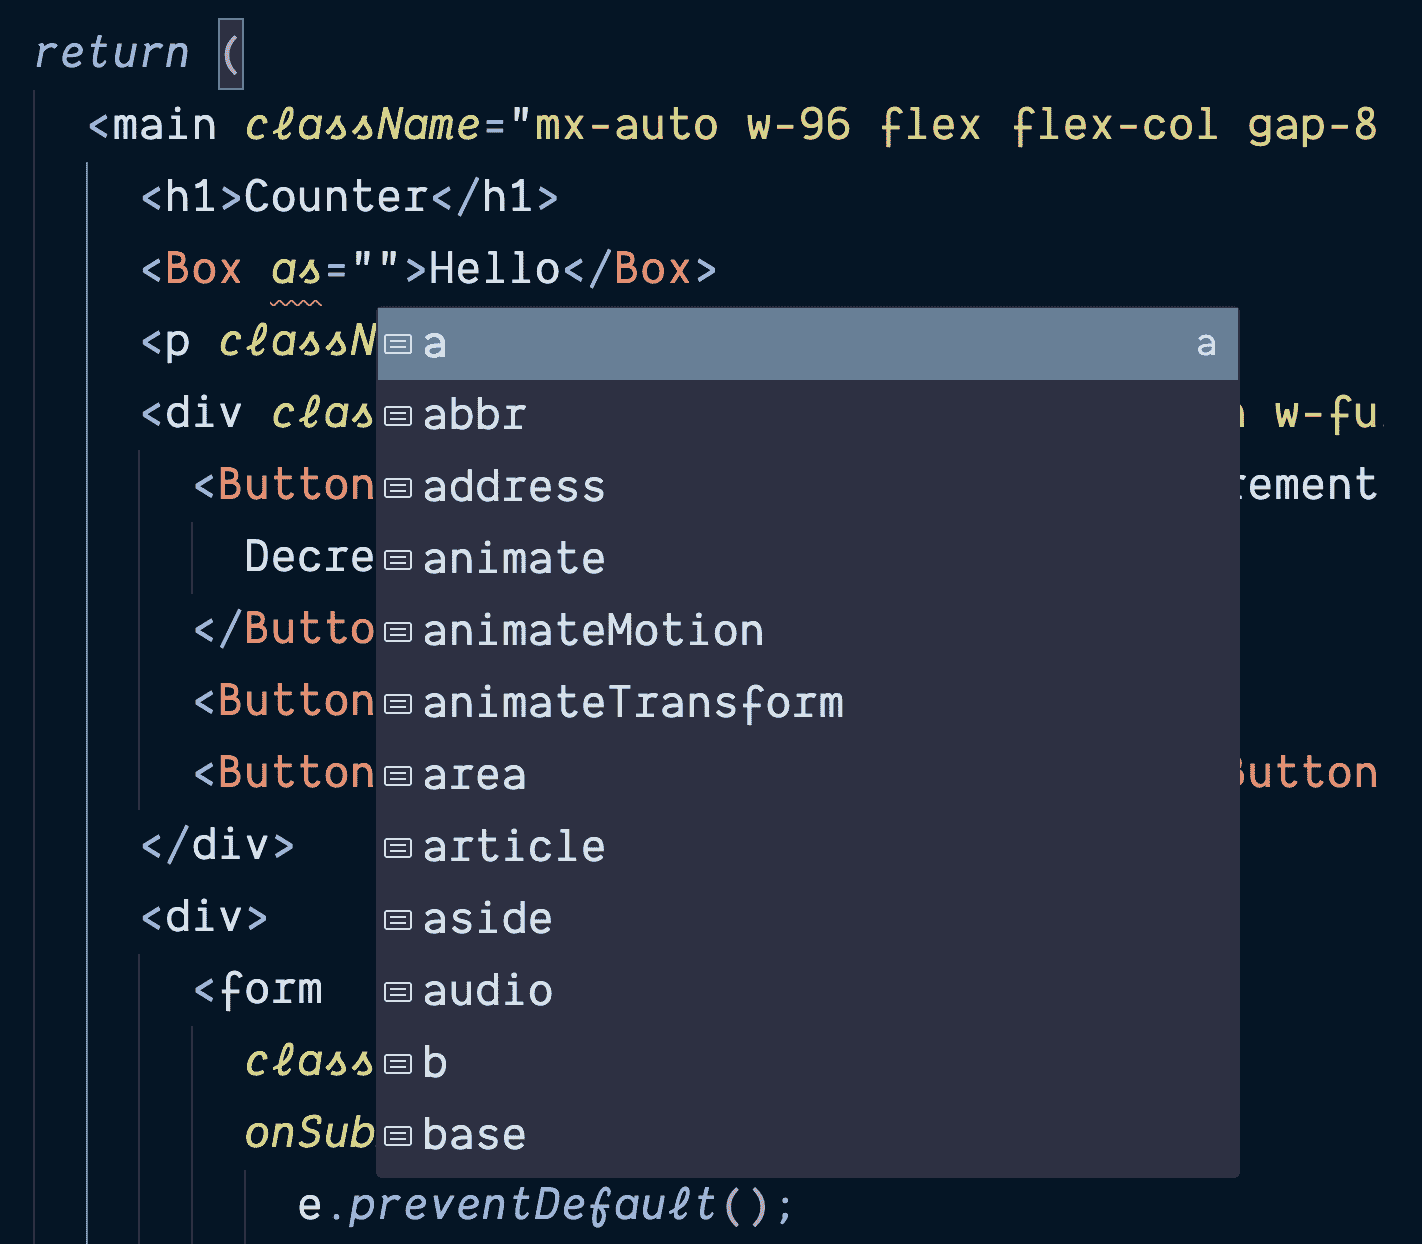 return (
<main className="mx-auto w-96 flex flex-col gap-8
<h1>Counter</h1>
<Box as="">Hello</Box>
<p classN
a a
<div clas w-fu
abbr
<Button rement
address
Decre
animate
</Butto
animateMotion
<Button
animateTransform
<Button Button
area
</div>
article
<div>
aside
<form
audio
class
b
onSub
base
e.preventDefault();